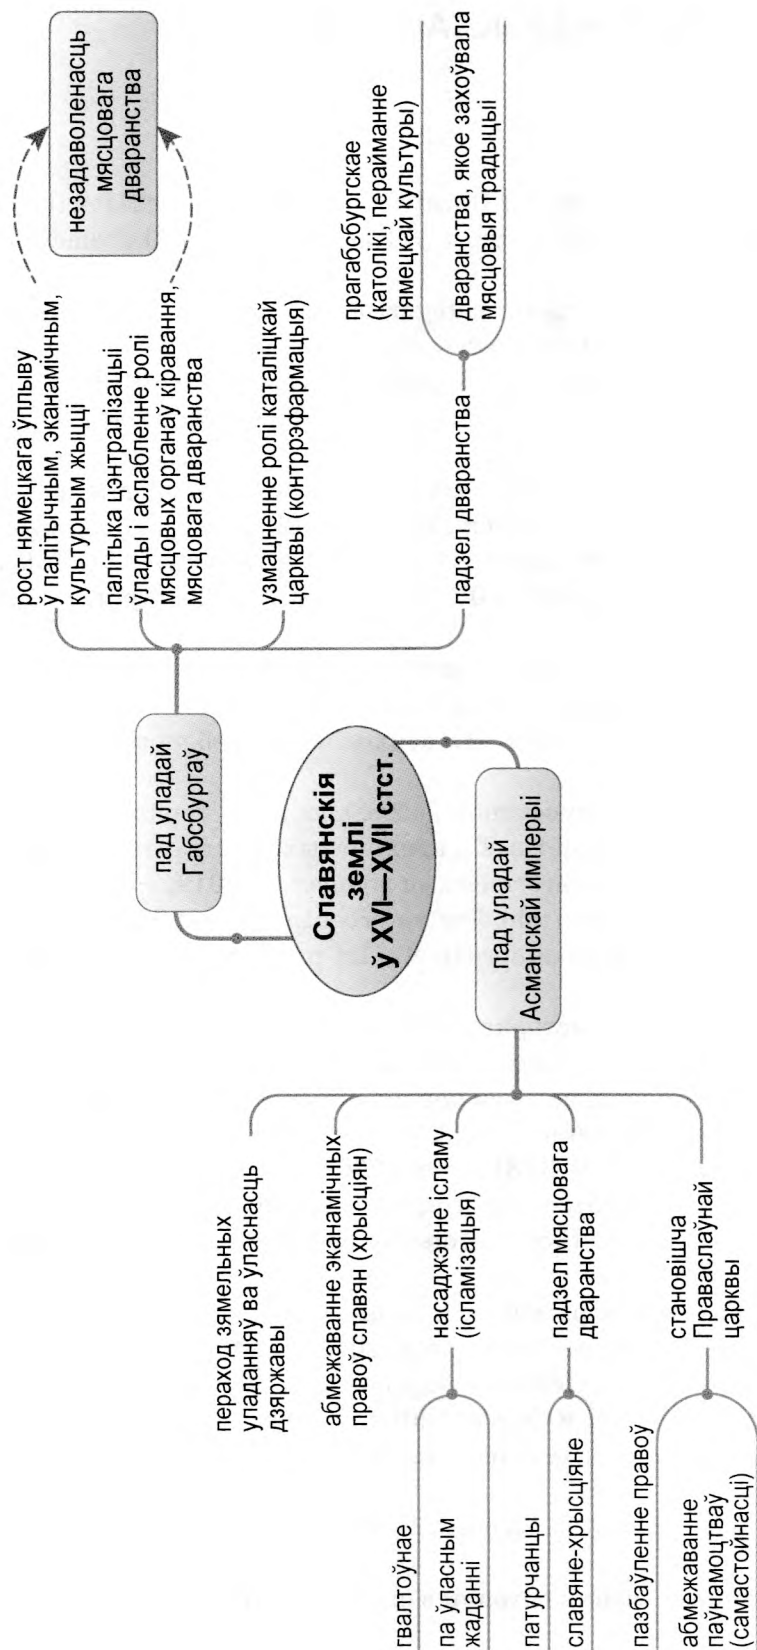 Славянскія
землі
ў XVI—XVII стст.
пад уладай
Габсбургаў
рост нямецкага ўплыву
ў палітычным, эканамічным,
культурным жыцці
палітыка цэнтралізацыі
ўлады і аслабленне ролі
мясцовых органаў кіравання,
мясцовага дваранства
незадаволенасць
мясцовага
дваранства
узмацненне ролі каталіцкай
царквы (контррэфармацыя)
падзел дваранства
прагабсбургскае
(католікі, перайманне
нямецкай культуры)
дваранства, якое захоўвала
мясцовыя традыцыі
пад уладай
Асманскай імперыі
пераход зямельных
уладанняў ва ўласнасць
дзяржавы
абмежаванне эканамічных
правоў славян (хрысціян)
насаджэнне ісламу
(ісламізацыя)
гвалтоўнае
па ўласным
жаданні
падзел мясцовага
дваранства
патурчанцы
славяне-хрысціяне
становішча
Праваслаўнай
царквы
пазбаўленне правоў
абмежаванне
паўнамоцтваў
(самастойнасці)